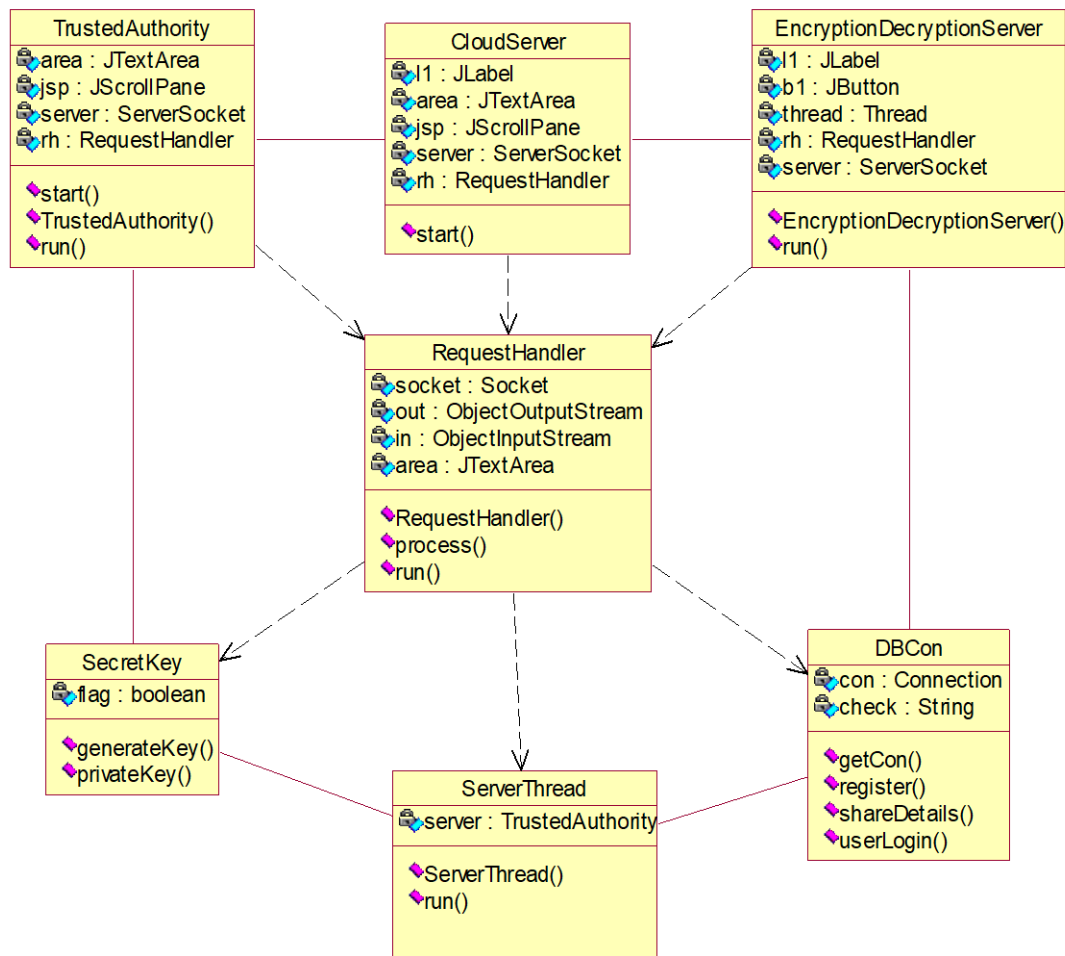 TrustedAuthority
area : JTextArea
jsp : JScrollPane
server : ServerSocket
rh : RequestHandler
start()
TrustedAuthority()
run()
CloudServer
l1 : JLabel
area : JTextArea
jsp : JScrollPane
server : ServerSocket
rh : RequestHandler
start()
EncryptionDecryptionServer
l1 : JLabel
b1 : JButton
thread : Thread
rh : RequestHandler
server : ServerSocket
EncryptionDecryptionServer()
run()
RequestHandler
socket : Socket
out : ObjectOutputStream
in : ObjectInputStream
area : JTextArea
RequestHandler()
process()
run()
SecretKey
flag : boolean
generateKey()
privateKey()
ServerThread
server : TrustedAuthority
ServerThread()
run()
DBCon
con : Connection
check : String
getCon()
register()
shareDetails()
userLogin()